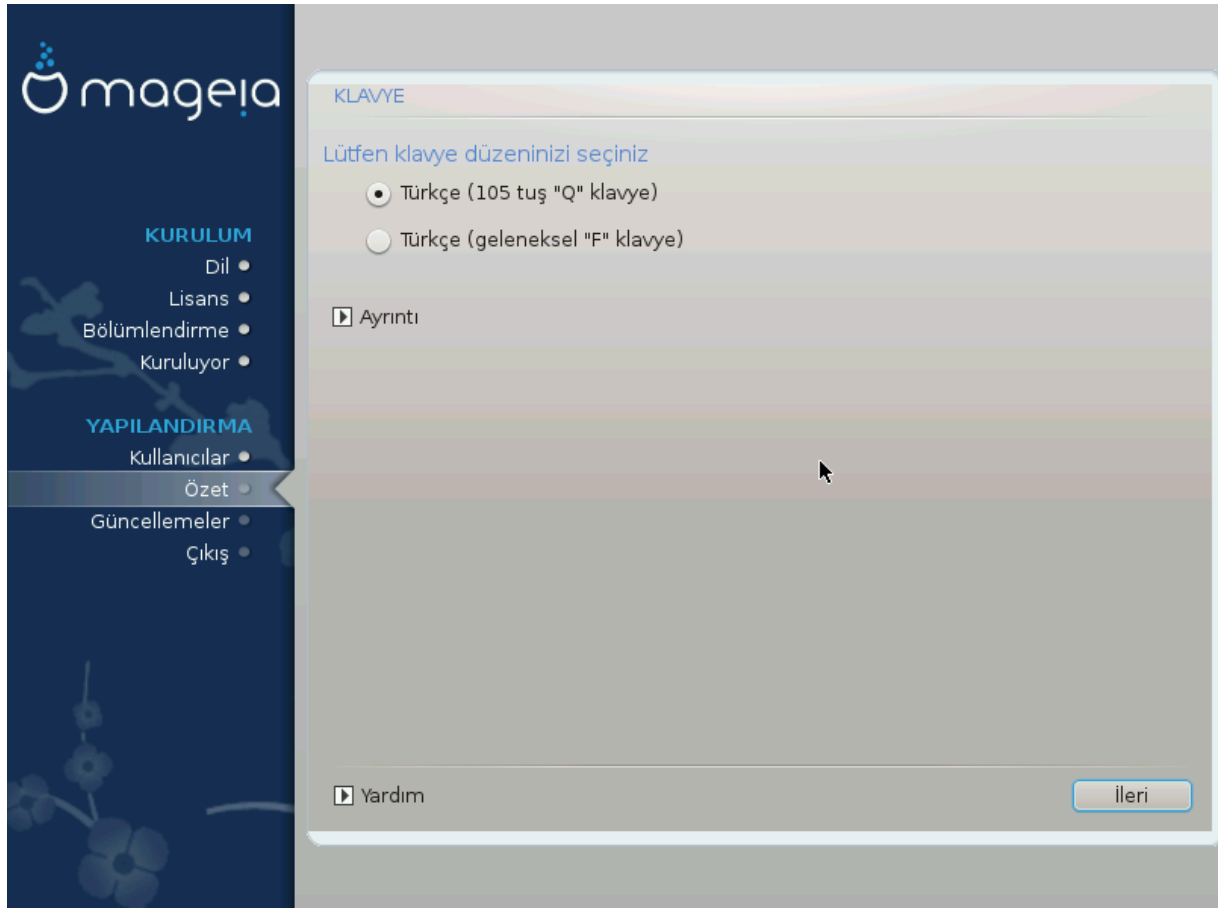 mageia
KURULUM
Dil
Lisans
Bölümlendirme
Kuruluyor
YAPILANDIRMA
Kullanıcılar
Özet
Güncellemeler
Çıkış
KLAVYE
Lütfen klavye düzeninizi seçiniz
Türkçe (105 tuş "Q" klavye)
Türkçe (geleneksel "F" klavye)
Ayrıntı
Yardım
İleri